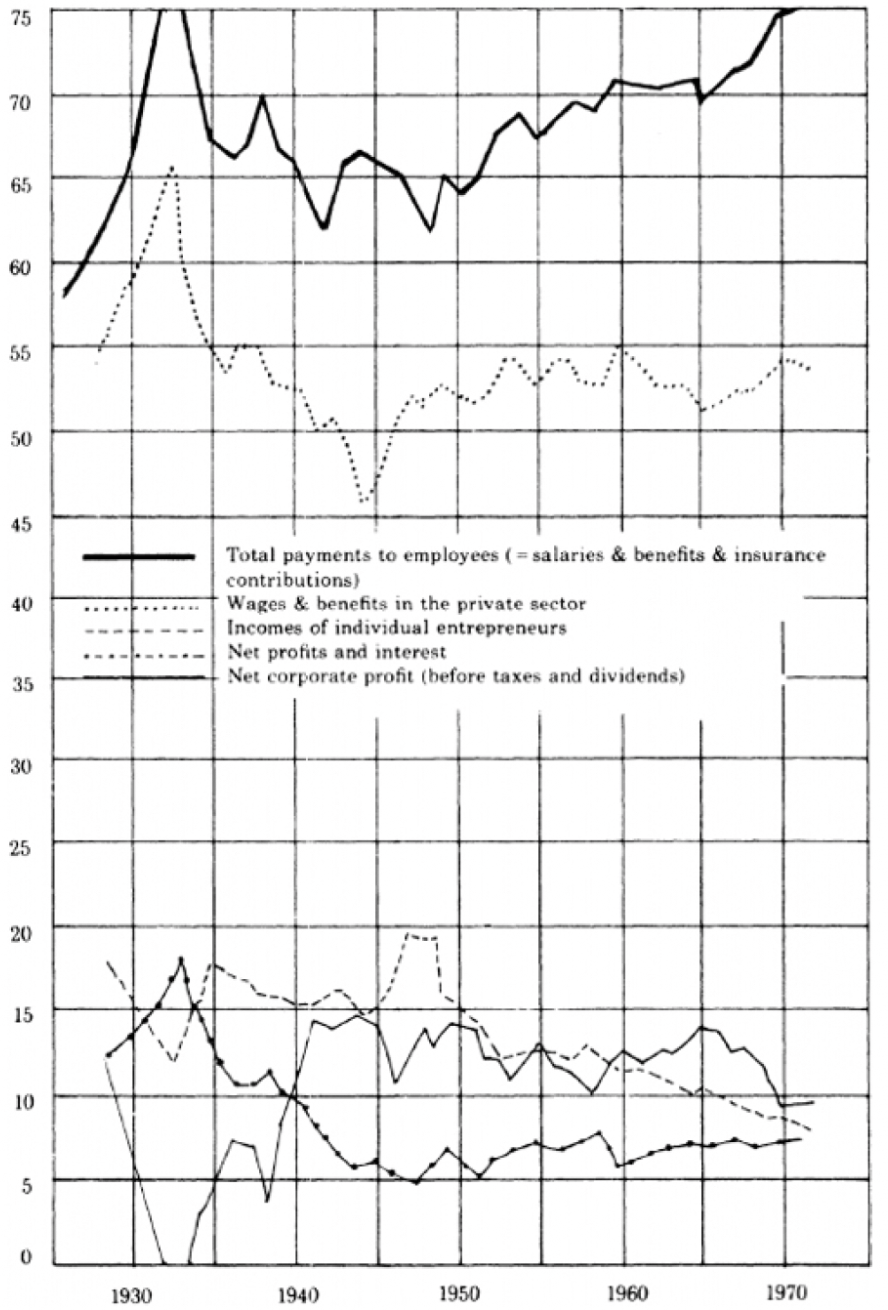 75
70
65
60
55
50
45
Total payments to employees (= salaries & benefits & insurance
contributions)
40
Wages & benefits in the private sector
Incomes of individual entrepreneurs
Net profits and interest
35
Net corporate profit (before taxes and dividends)
30
25
20
15
10
5
0
1930 1940 1950 1960 1970